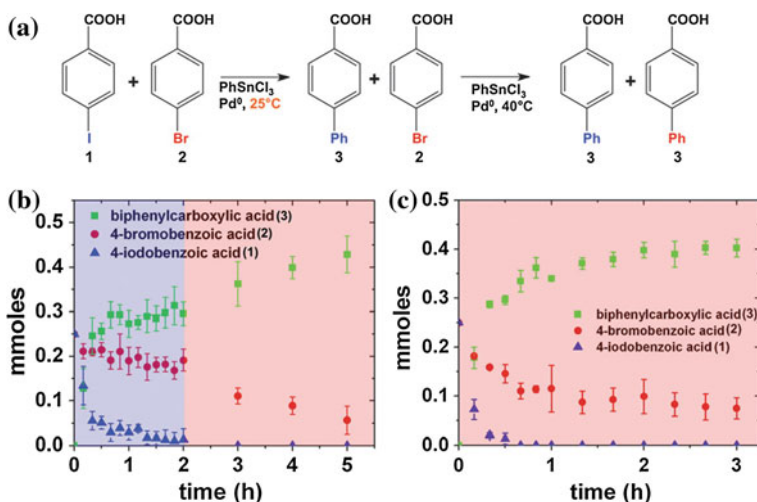 (a)
COOH COOH COOH COOH COOH COOH
+ + +
PhSnCl3 PhSnCl3
Pd⁰, 25°C Pd⁰, 40°C
I Br Ph Br Ph Ph
1 2 3 2 3 3
(b)
0.5
0.4
0.3
0.2
0.1
0.0
mmoles
biphenylcarboxylic acid (3)
4-bromobenzoic acid (2)
4-iodobenzoic acid (1)
0 1 2 3 4 5
time (h)
(c)
0.5
0.4
0.3
0.2
0.1
0.0
mmoles
biphenylcarboxylic acid (3)
4-bromobenzoic acid (2)
4-iodobenzoic acid (1)
0 1 2 3
time (h)